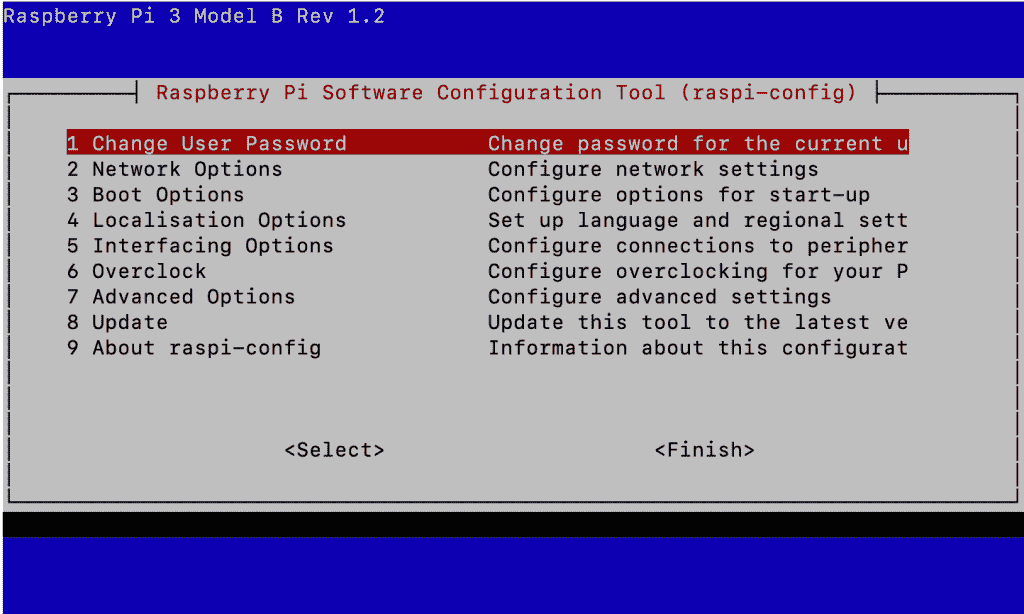 Raspberry Pi 3 Model B Rev 1.2
Raspberry Pi Software Configuration Tool (raspi-config)
1 Change User Password Change password for the current u
2 Network Options Configure network settings
3 Boot Options Configure options for start-up
4 Localisation Options Set up language and regional sett
5 Interfacing Options Configure connections to peripher
6 Overclock Configure overclocking for your P
7 Advanced Options Configure advanced settings
8 Update Update this tool to the latest ve
9 About raspi-config Information about this configurat
<Select> <Finish>